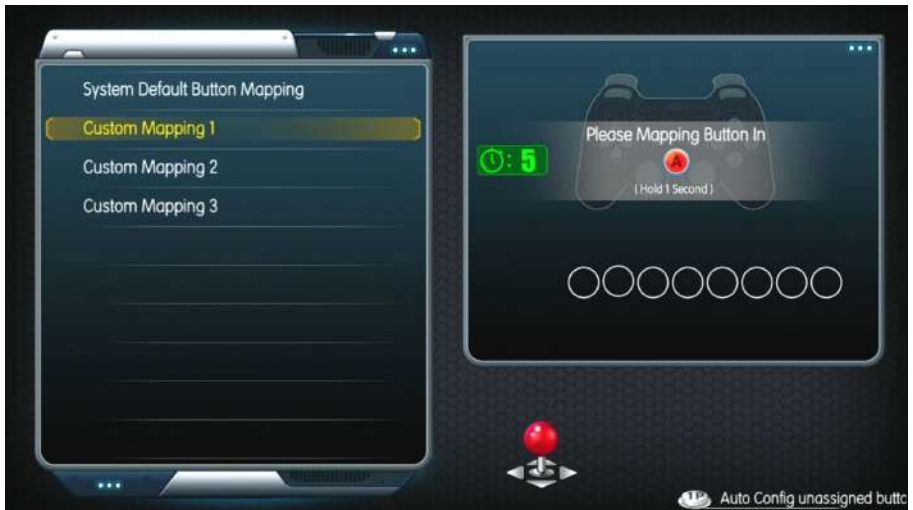 System Default Button Mapping
Custom Mapping 1
Custom Mapping 2
Custom Mapping 3
Please Mapping Button In
: 5
A
(Hold 1 Second)
1P Auto Config unassigned butto